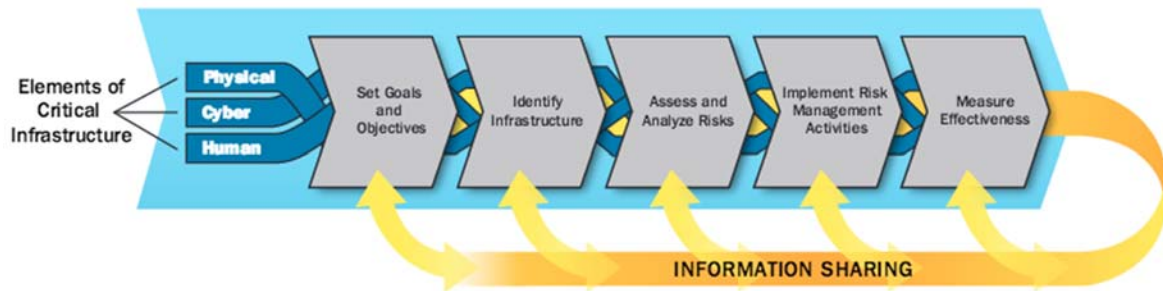 Elements of
Critical
Infrastructure
Physical
Cyber
Human
Set Goals
and
Objectives
Identify
Infrastructure
Assess and
Analyze Risks
Implement Risk
Management
Activities
Measure
Effectiveness
INFORMATION SHARING